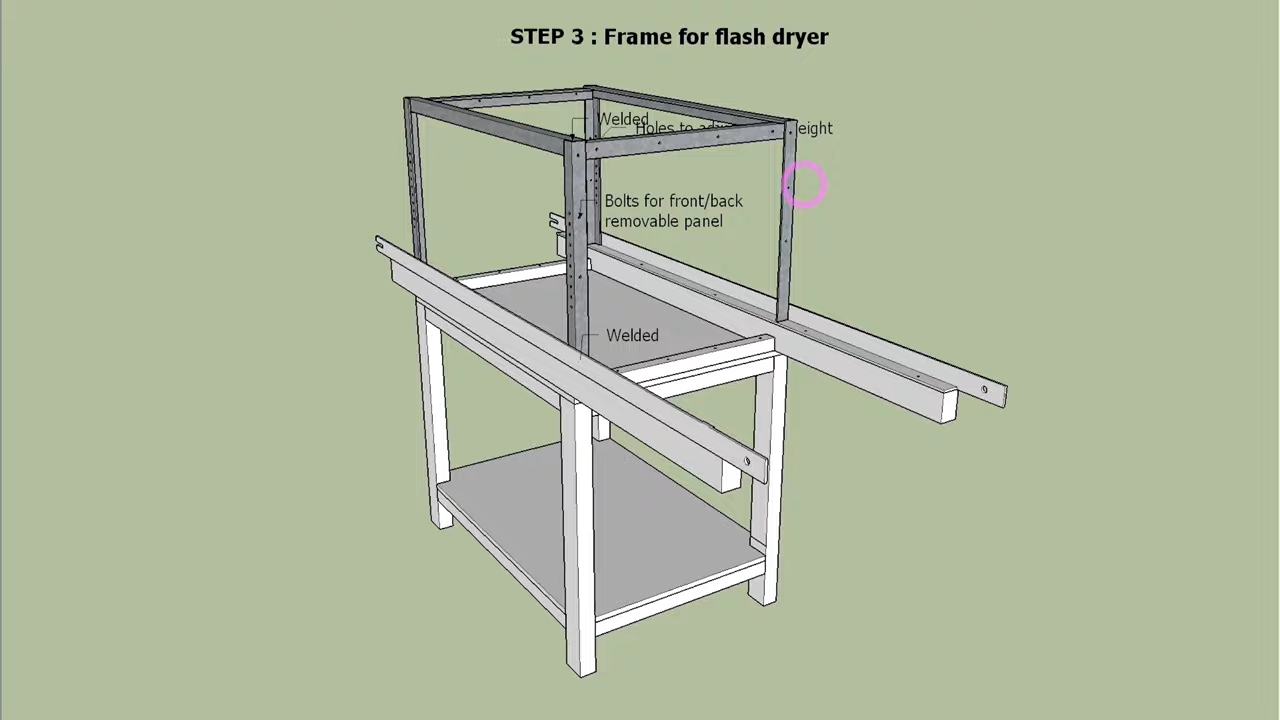 STEP 3 : Frame for flash dryer
Welded
Holes to eight
Bolts for front/back
removable panel
Welded